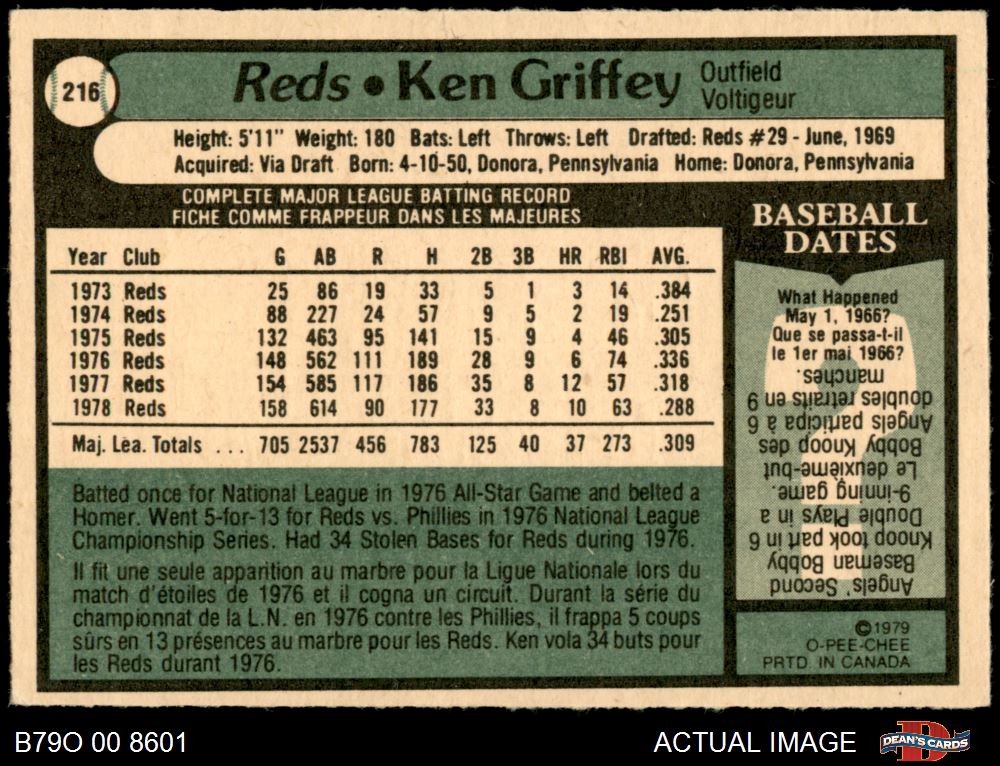 216
Reds • Ken Griffey Outfield
Voltigeur
Height: 5'11" Weight: 180 Bats: Left Throws: Left Drafted: Reds #29 - June, 1969
Acquired: Via Draft Born: 4-10-50, Donora, Pennsylvania Home: Donora, Pennsylvania
COMPLETE MAJOR LEAGUE BATTING RECORD
FICHE COMME FRAPPEUR DANS LES MAJEURES
Year Club G AB R H 2B 3B HR RBI AVG.
1973 Reds 25 86 19 33 5 1 3 14 .384
1974 Reds 88 227 24 57 9 5 2 19 .251
1975 Reds 132 463 95 141 15 9 4 46 .305
1976 Reds 148 562 111 189 28 9 6 74 .336
1977 Reds 154 585 117 186 35 8 12 57 .318
1978 Reds 158 614 90 177 33 8 10 63 .288
Maj. Lea. Totals ... 705 2537 456 783 125 40 37 273 .309
Batted once for National League in 1976 All-Star Game and belted a
Homer. Went 5-for-13 for Reds vs. Phillies in 1976 National League
Championship Series. Had 34 Stolen Bases for Reds during 1976.
Il fit une seule apparition au marbre pour la Ligue Nationale lors du
match d'étoiles de 1976 et il cogna un circuit. Durant la série du
championnat de la L.N. en 1976 contre les Phillies, il frappa 5 coups
sûrs en 13 présences au marbre pour les Reds. Ken vola 34 buts pour
les Reds durant 1976.
BASEBALL
DATES
What Happened
May 1, 1966?
Que se passa-t-il
le 1er mai 1966?
Angels' Second
Baseman Bobby
Knoop took part in 6
Double Plays in a
9-inning game.
Le deuxième-but
Bobby Knoop des
Angels participa à 6
doubles retraits en 9
manches.
©1979
O-PEE-CHEE
PRTD. IN CANADA
B79O 00 8601
ACTUAL IMAGE
DEAN'S CARDS